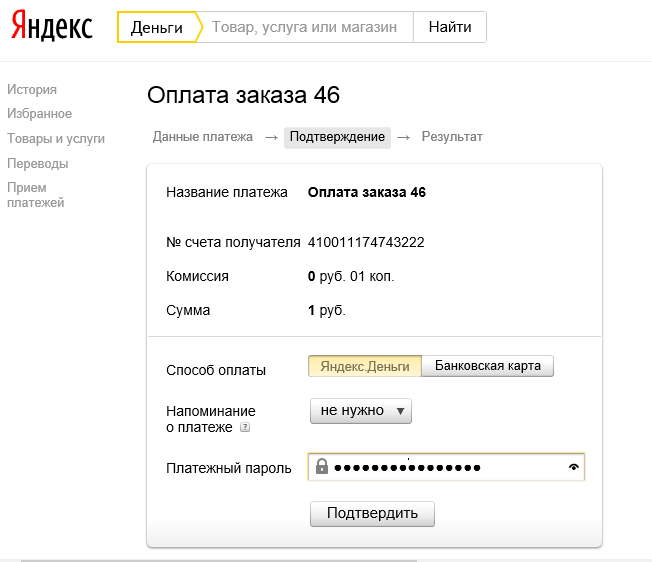 Яндекс Деньги Товар, услуга или магазин Найти
История
Избранное
Товары и услуги
Переводы
Прием
платежей
Оплата заказа 46
Данные платежа → Подтверждение → Результат
Название платежа Оплата заказа 46
№ счета получателя 410011174743222
Комиссия 0 руб. 01 коп.
Сумма 1 руб.
Способ оплаты Яндекс.Деньги Банковская карта
Напоминание
о платеже ? не нужно ▼
Платежный пароль ●●●●●●●●●●●●●●●●
Подтвердить